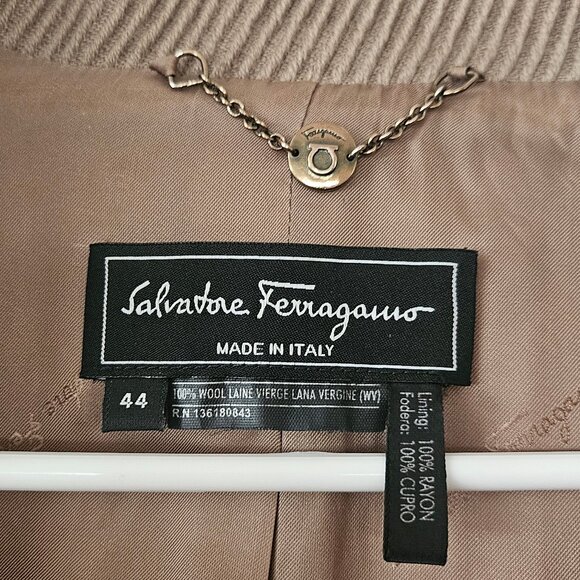 Ferragamo
Salvatore Ferragamo
MADE IN ITALY
44
100% WOOL LAINE VIERGE LANA VERGINE (WV)
R.N 136180843
Lining: 100% RAYON
Fodera: 100% CUPRO